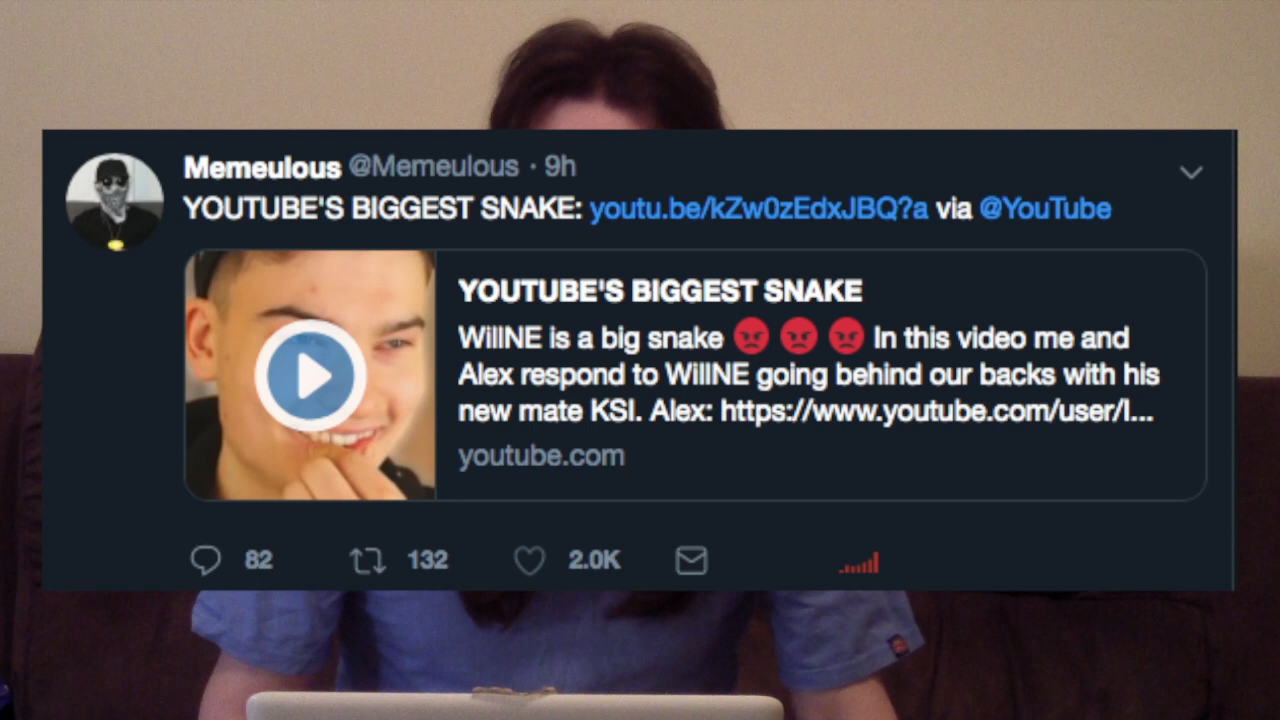 Memeulous @Memeulous · 9h
YOUTUBE'S BIGGEST SNAKE: youtu.be/kZw0zEdxJBQ?a via @YouTube
YOUTUBE'S BIGGEST SNAKE
WillNE is a big snake 😡 😡 😡 In this video me and
Alex respond to WillNE going behind our backs with his
new mate KSI. Alex: https://www.youtube.com/user/I...
youtube.com
82 132 2.0K